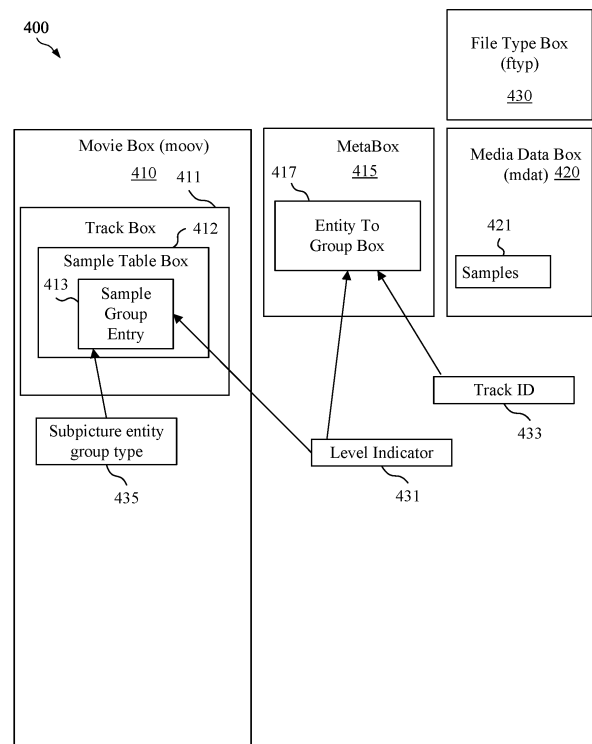 400
File Type Box
(ftyp)
430
Movie Box (moov)
410
411
Track Box
412
Sample Table Box
413
Sample
Group
Entry
MetaBox
417
415
Entity To
Group Box
Media Data Box
(mdat) 420
421
Samples
Track ID
433
Subpicture entity
group type
435
Level Indicator
431